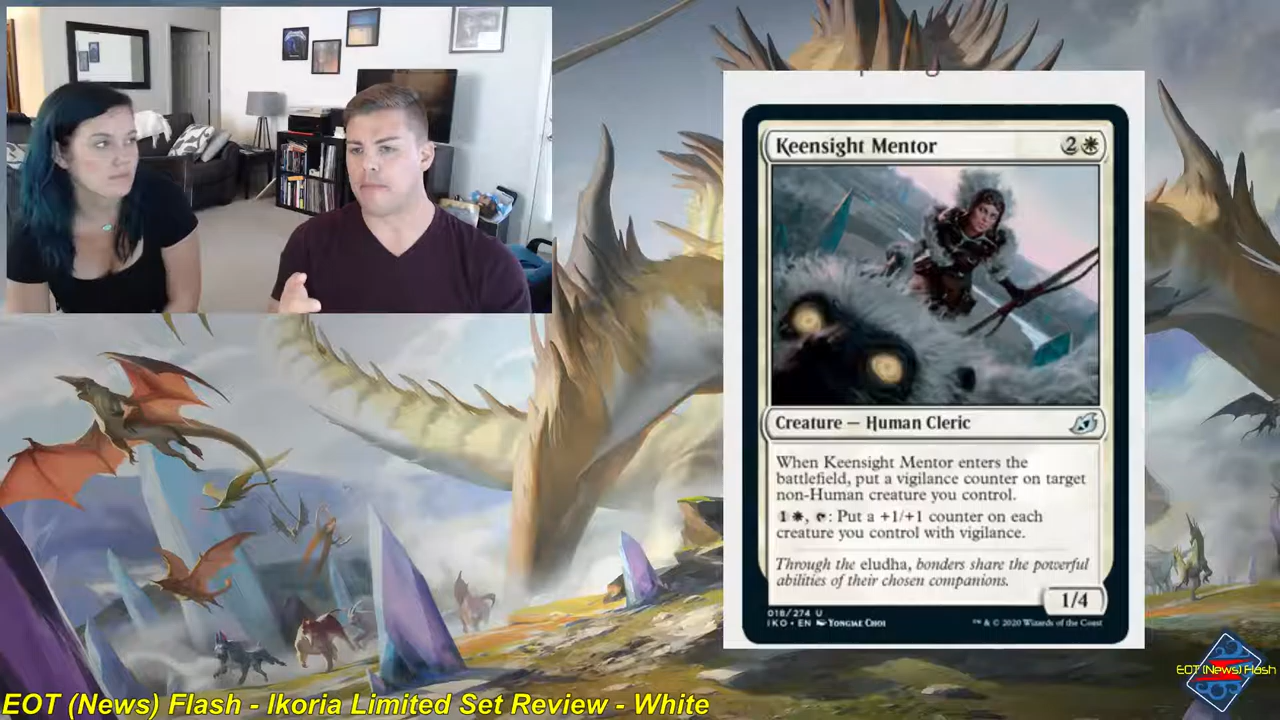 Keensight Mentor 2
Creature — Human Cleric
When Keensight Mentor enters the
battlefield, put a vigilance counter on target
non-Human creature you control.
1 , : Put a +1/+1 counter on each
creature you control with vigilance.
Through the eludha, bonders share the powerful
abilities of their chosen companions.
1/4
018/274 U
IKO • EN YONGJAE CHOI
™ & © 2020 Wizards of the Coast
EOT (News) Flash
EOT (News) Flash - Ikoria Limited Set Review - White